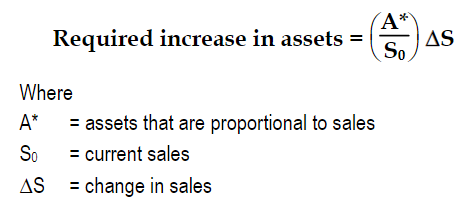 Required increase in assets = (A*/S₀) ΔS
Where
A* = assets that are proportional to sales
S₀ = current sales
ΔS = change in sales